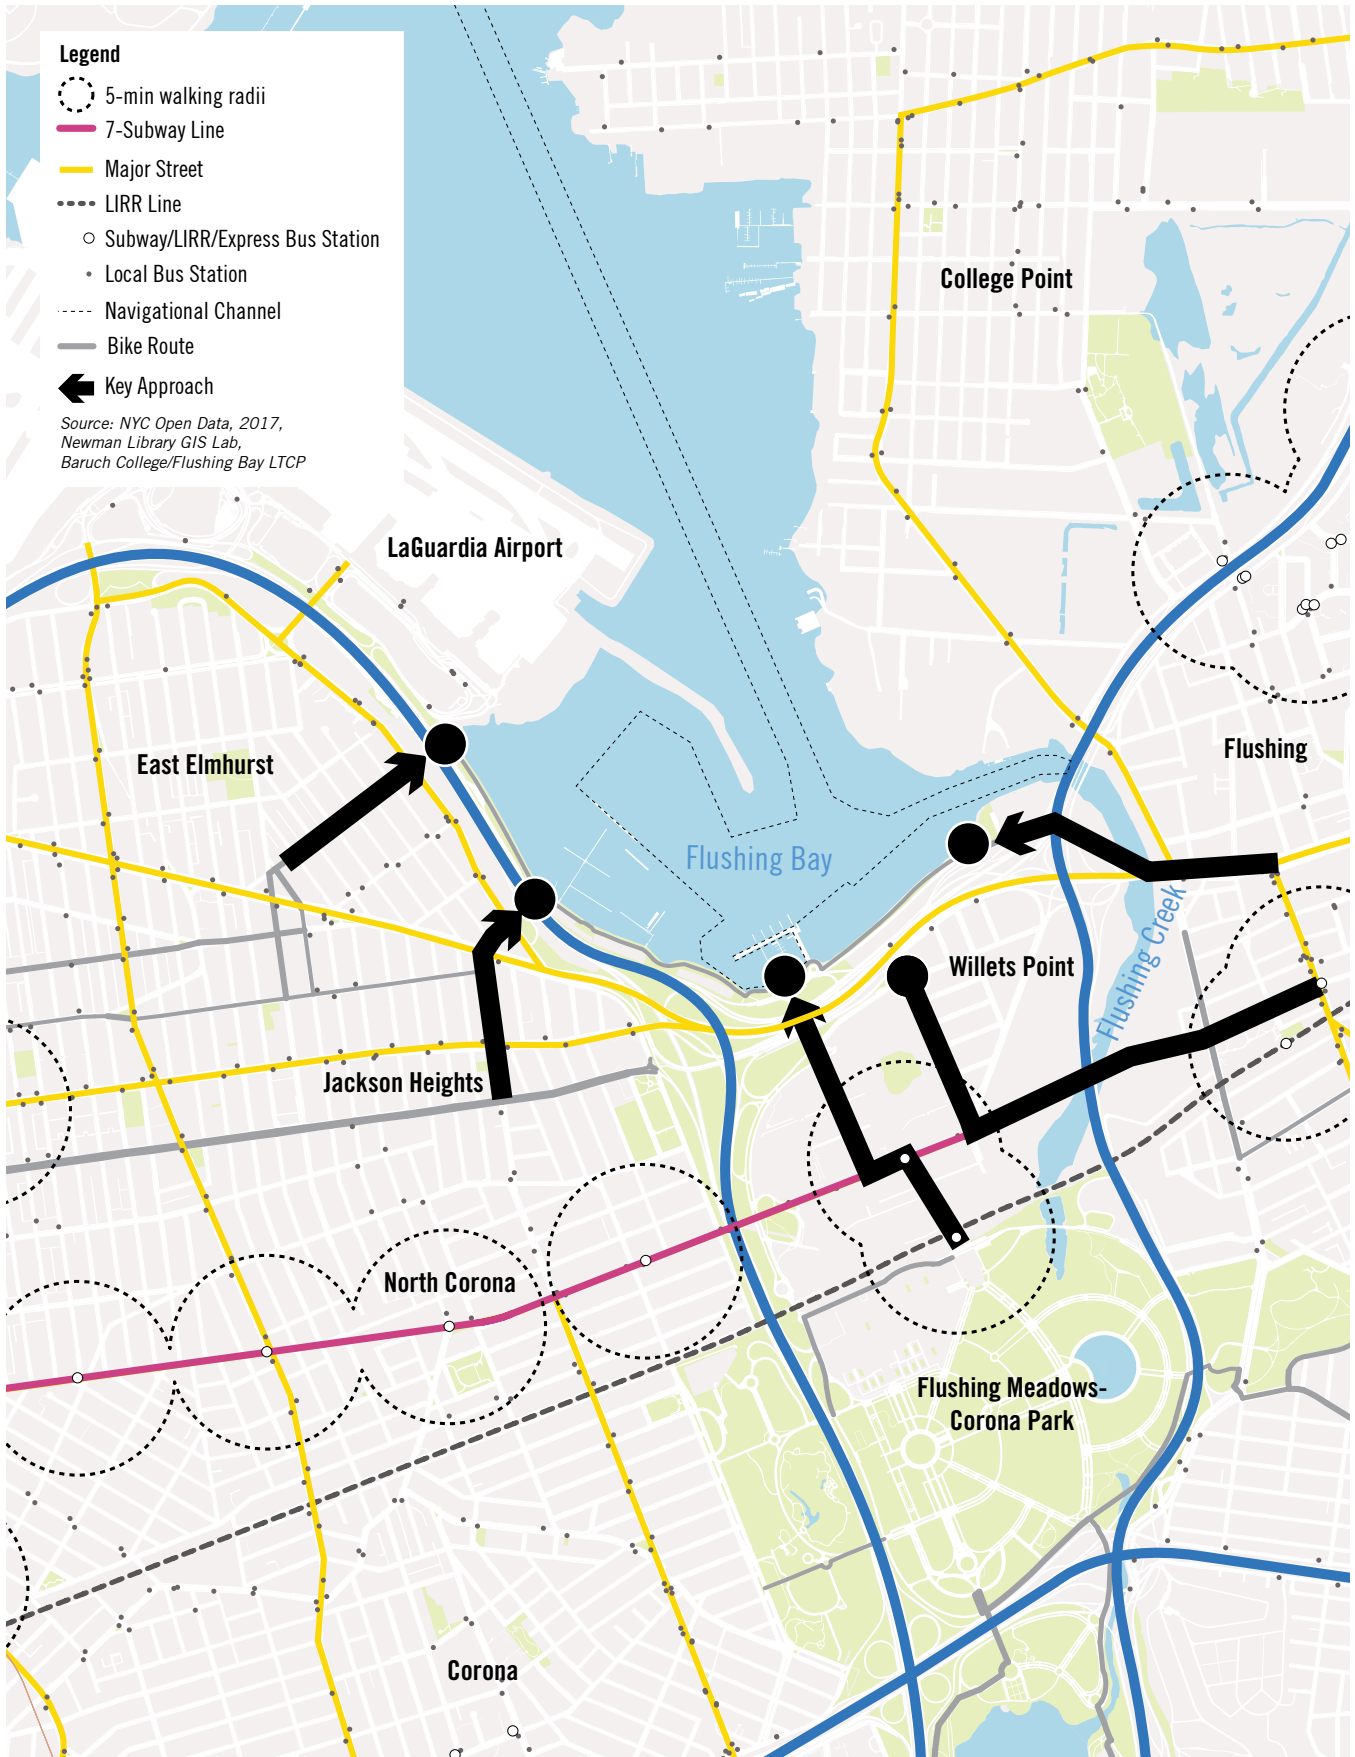 Legend
5-min walking radii
7-Subway Line
Major Street
LIRR Line
Subway/LIRR/Express Bus Station
Local Bus Station
Navigational Channel
Bike Route
Key Approach
Source: NYC Open Data, 2017,
Newman Library GIS Lab,
Baruch College/Flushing Bay LTCP
College Point
LaGuardia Airport
East Elmhurst
Flushing
Flushing Bay
Willets Point
Flushing Creek
Jackson Heights
North Corona
Flushing Meadows-
Corona Park
Corona